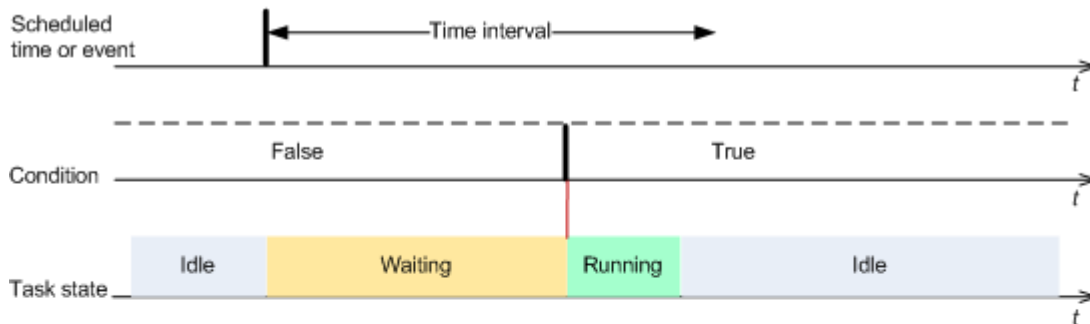 Scheduled
time or event
Time interval
t
False
True
Condition
t
Idle
Waiting
Running
Idle
Task state
t